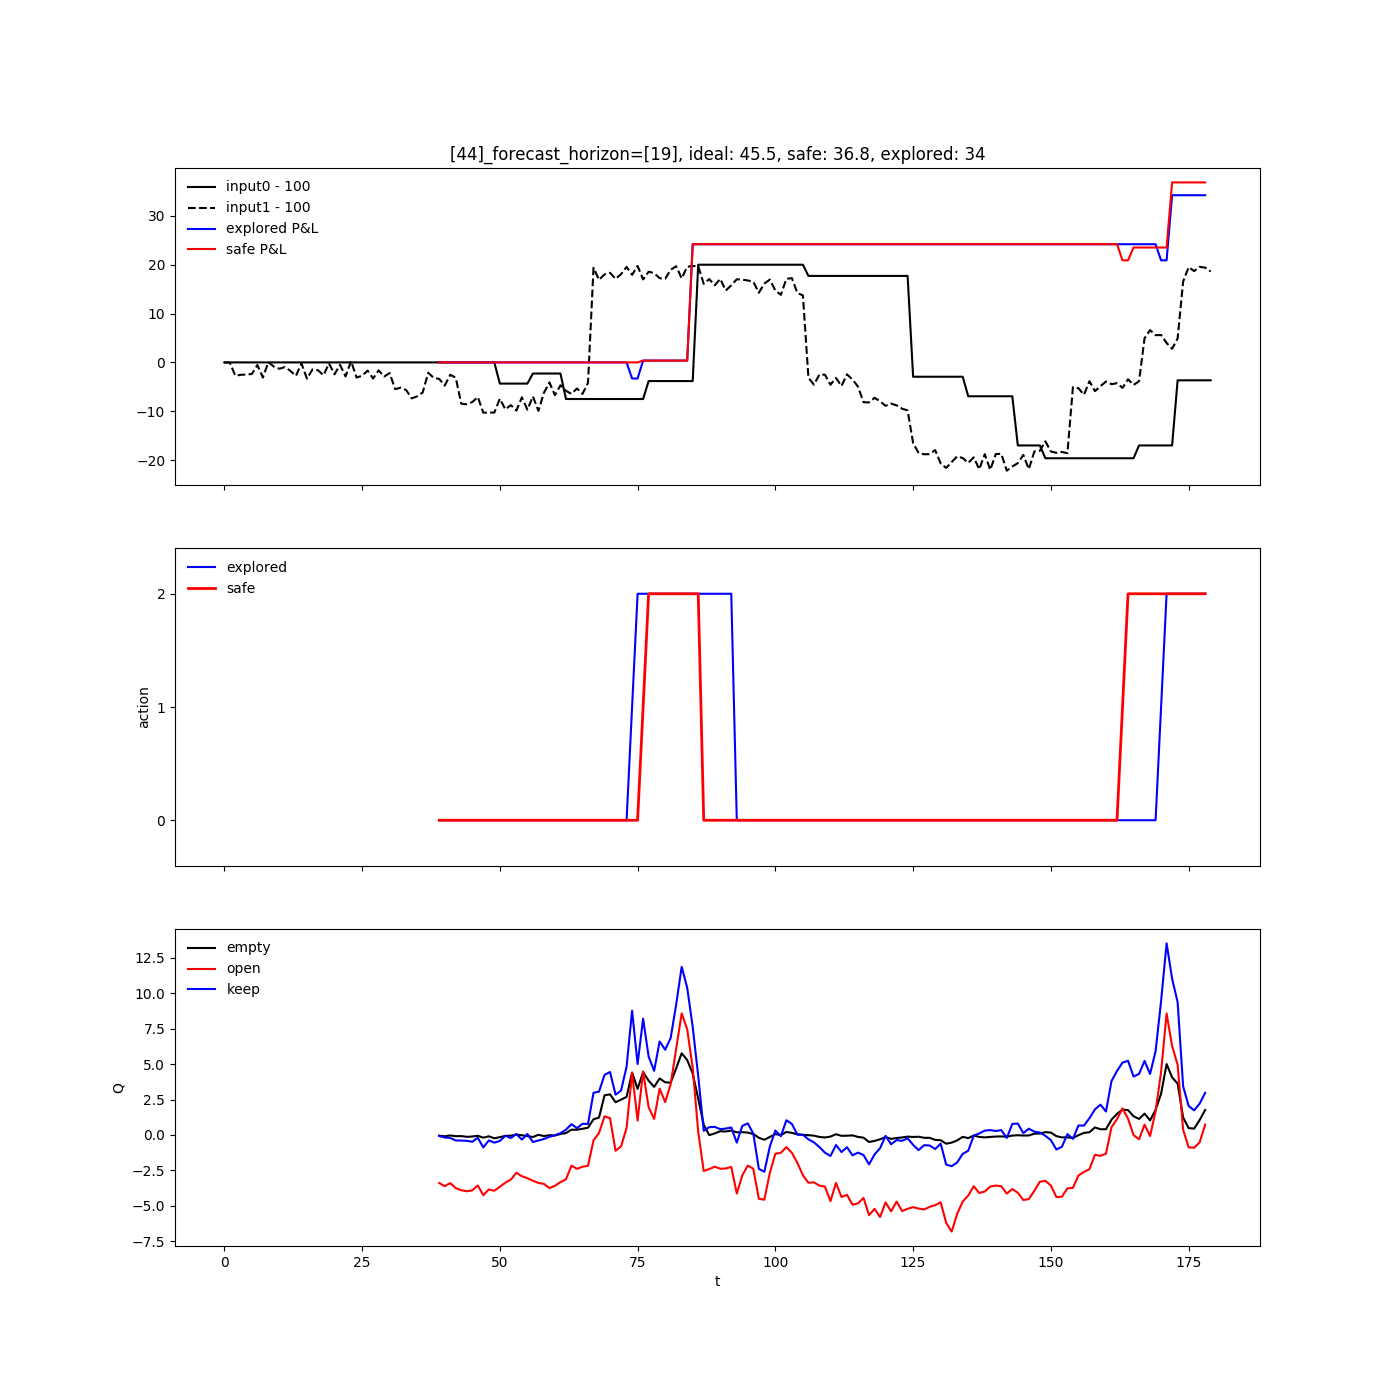 [44]_forecast_horizon=[19], ideal: 45.5, safe: 36.8, explored: 34
input0 - 100
input1 - 100
explored P&L
safe P&L
30
20
10
0
−10
−20
explored
safe
2
1
0
action
empty
open
keep
12.5
10.0
7.5
5.0
2.5
0.0
−2.5
−5.0
−7.5
Q
0 25 50 75 100 125 150 175
t